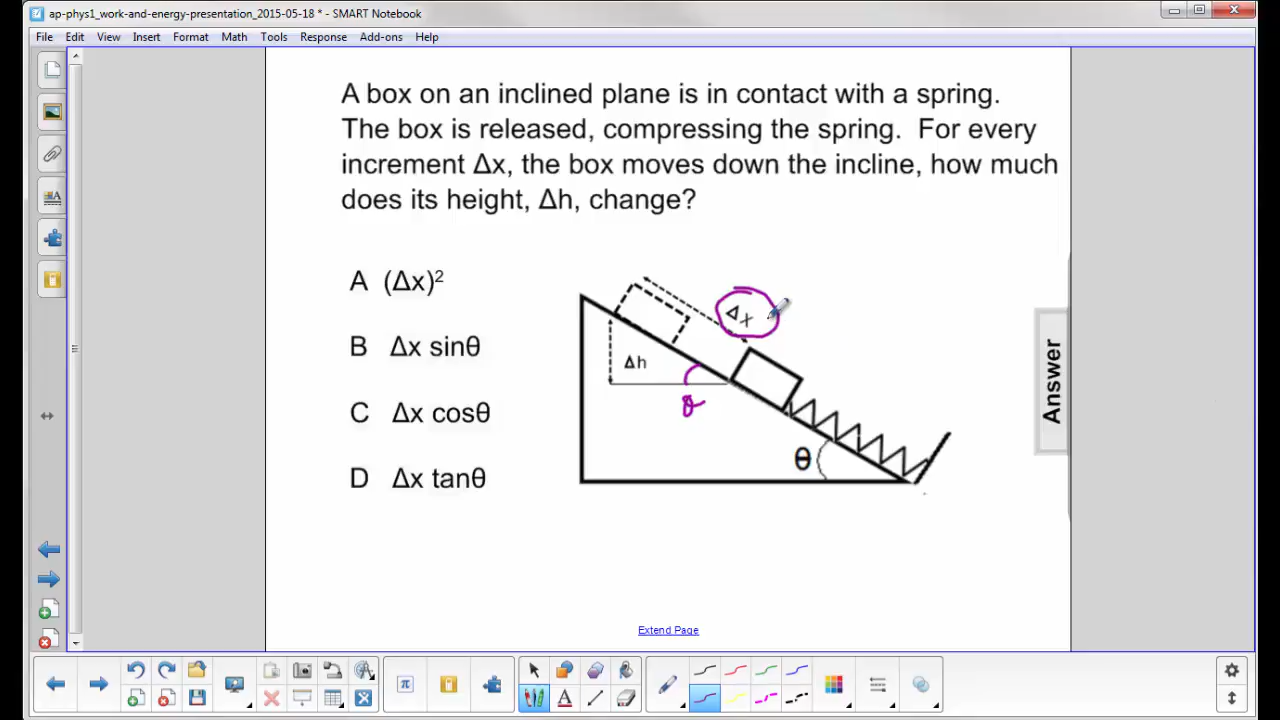 ap-phys1_work-and-energy-presentation_2015-05-18 * - SMART Notebook
File Edit View Insert Format Math Tools Response Add-ons Help
A box on an inclined plane is in contact with a spring.
The box is released, compressing the spring. For every
increment Δx, the box moves down the incline, how much
does its height, Δh, change?
A (Δx)²
B Δx sinθ
C Δx cosθ
D Δx tanθ
Δx
Δh
θ
θ
Answer
Extend Page
π
A